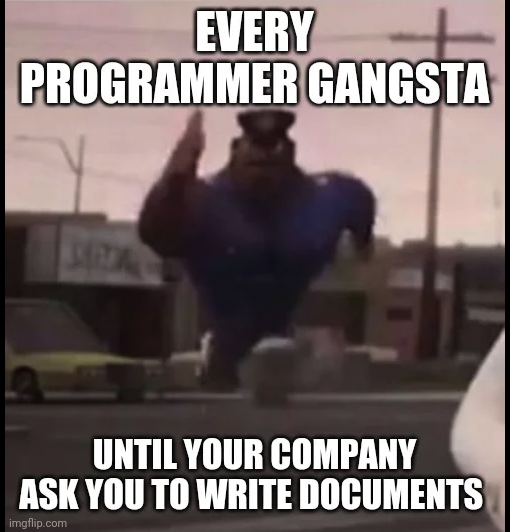 EVERY
PROGRAMMER GANGSTA
UNTIL YOUR COMPANY
ASK YOU TO WRITE DOCUMENTS
imgflip.com